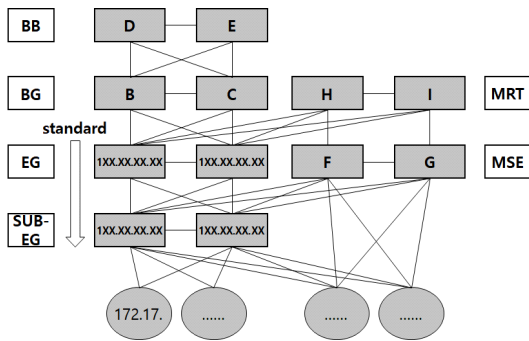 BB D E
BG B C H I MRT
standard
EG 1XX.XX.XX.XX 1XX.XX.XX.XX F G MSE
SUB-
EG 1XX.XX.XX.XX 1XX.XX.XX.XX
172.17. ...... ...... ......